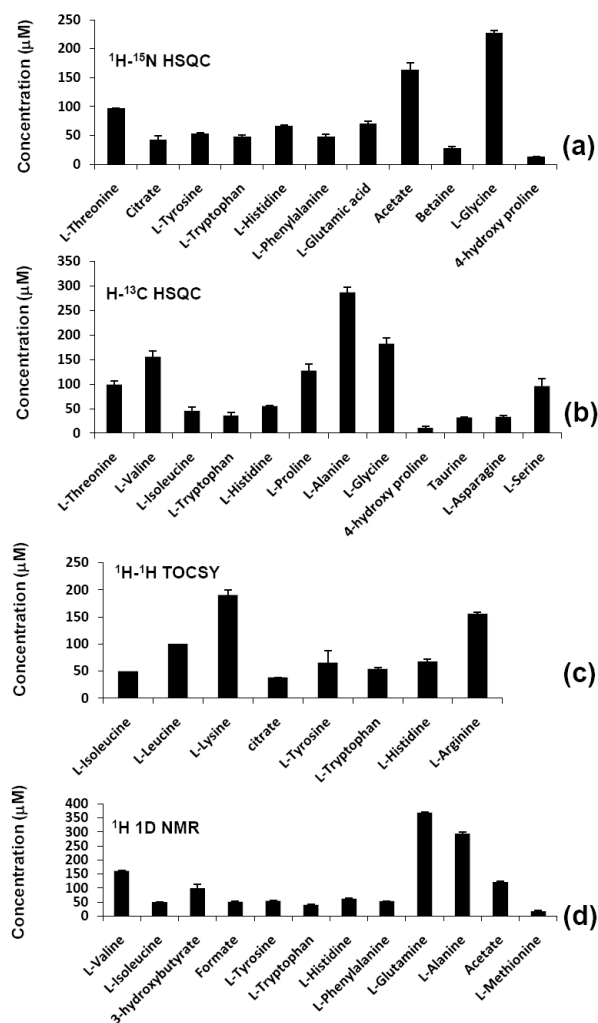 Concentration (μM)
250
200
150
100
50
0
¹H-¹⁵N HSQC
L-Threonine
Citrate
L-Tyrosine
L-Tryptophan
L-Histidine
L-Phenylalanine
L-Glutamic acid
Acetate
Betaine
L-Glycine
4-hydroxy proline
(a)
Concentration (μM)
350
300
250
200
150
100
50
0
H-¹³C HSQC
L-Threonine
L-Valine
L-Isoleucine
L-Tryptophan
L-Histidine
L-Proline
L-Alanine
L-Glycine
4-hydroxy proline
Taurine
L-Asparagine
L-Serine
(b)
Concentration (μM)
250
200
150
100
50
0
¹H-¹H TOCSY
L-Isoleucine
L-Leucine
L-Lysine
citrate
L-Tyrosine
L-Tryptophan
L-Histidine
L-Arginine
(c)
Concentration (μM)
400
350
300
250
200
150
100
50
0
¹H 1D NMR
L-Valine
L-Isoleucine
3-hydroxybutyrate
Formate
L-Tyrosine
L-Tryptophan
L-Histidine
L-Phenylalanine
L-Glutamine
L-Alanine
Acetate
L-Methionine
(d)